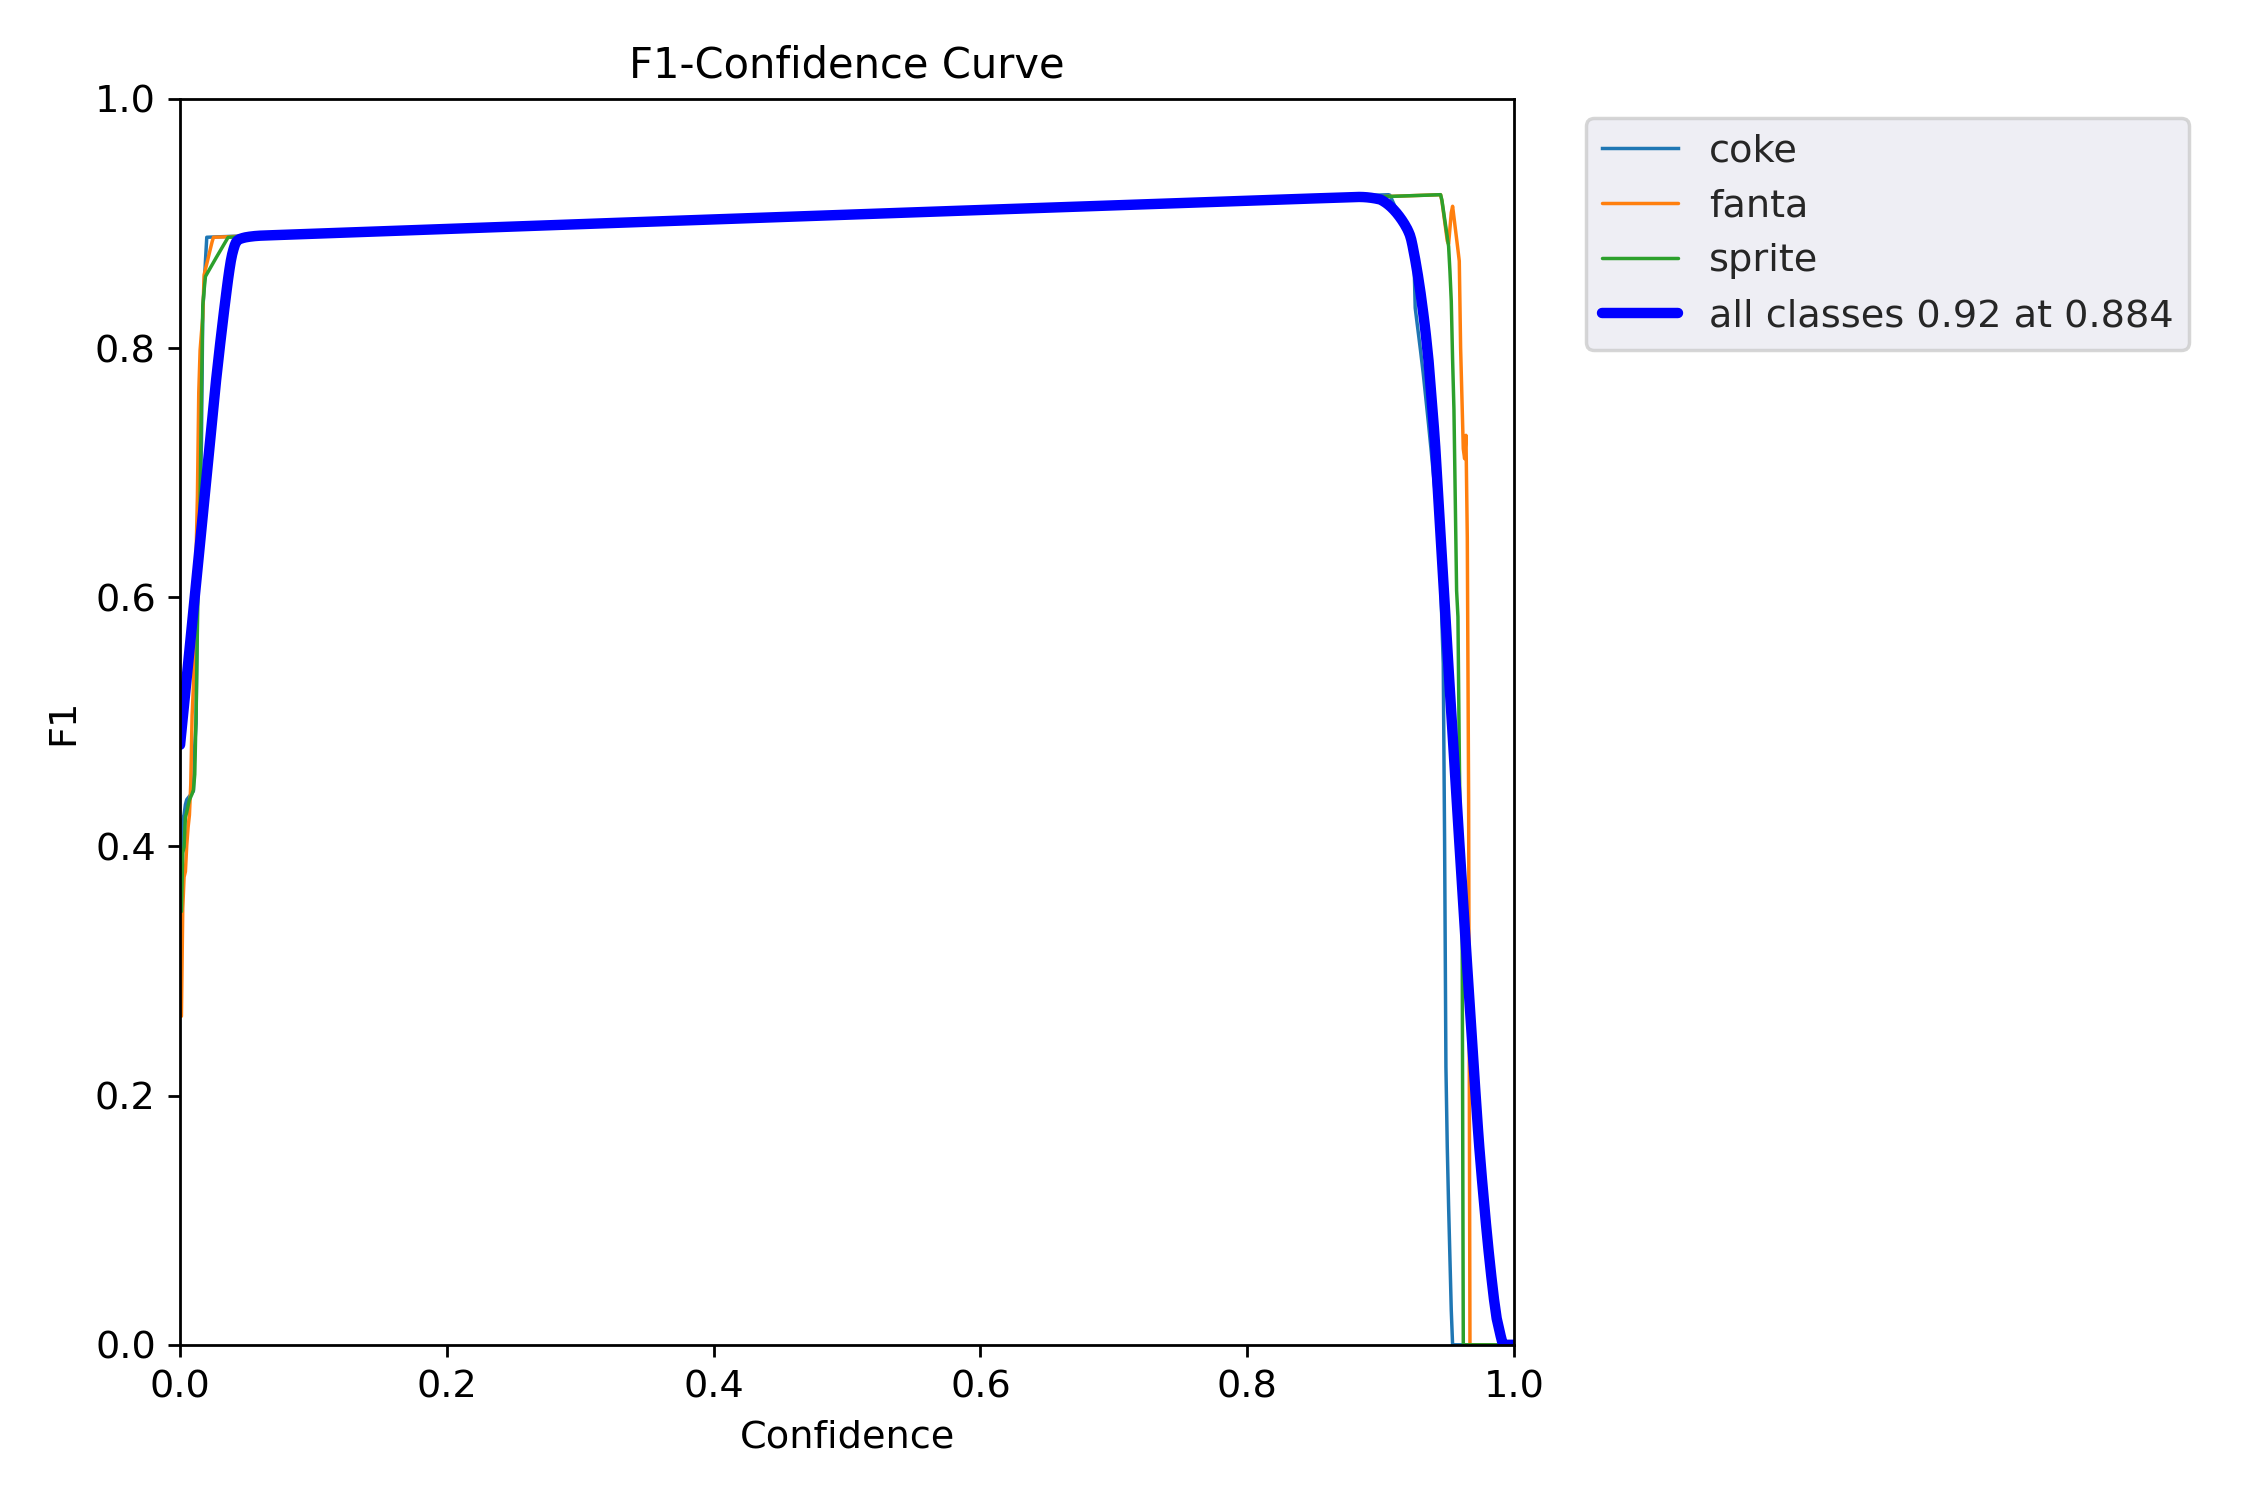 F1-Confidence Curve
1.0
0.8
0.6
0.4
0.2
0.0
F1
0.0 0.2 0.4 0.6 0.8 1.0
Confidence
coke
fanta
sprite
all classes 0.92 at 0.884